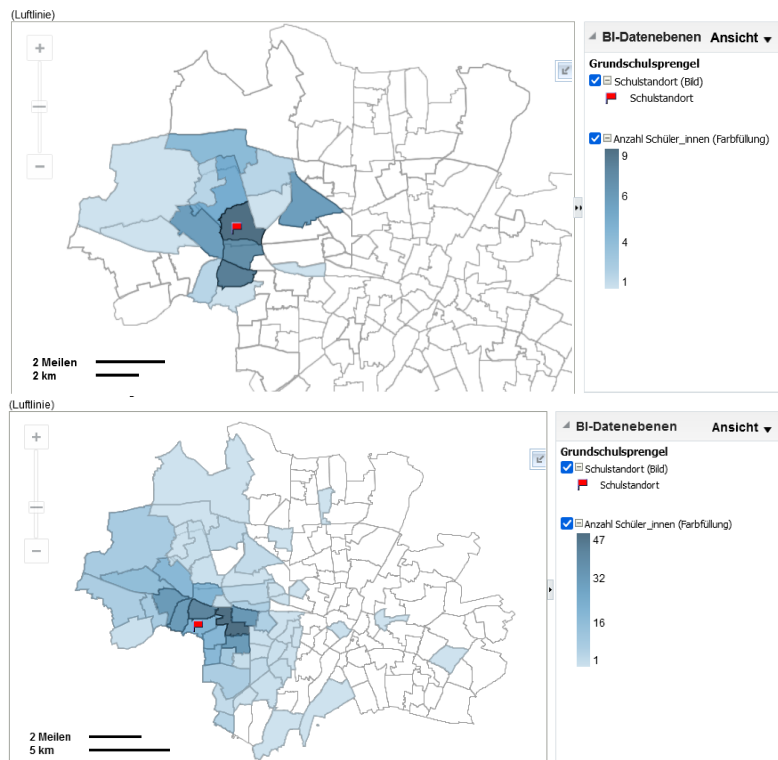 (Luftlinie)
BI-Datenebenen Ansicht
Grundschulsprengel
Schulstandort (Bild)
Schulstandort
Anzahl Schüler_innen (Farbfüllung)
9
6
4
1
2 Meilen
2 km
(Luftlinie)
BI-Datenebenen Ansicht
Grundschulsprengel
Schulstandort (Bild)
Schulstandort
Anzahl Schüler_innen (Farbfüllung)
47
32
16
1
2 Meilen
5 km